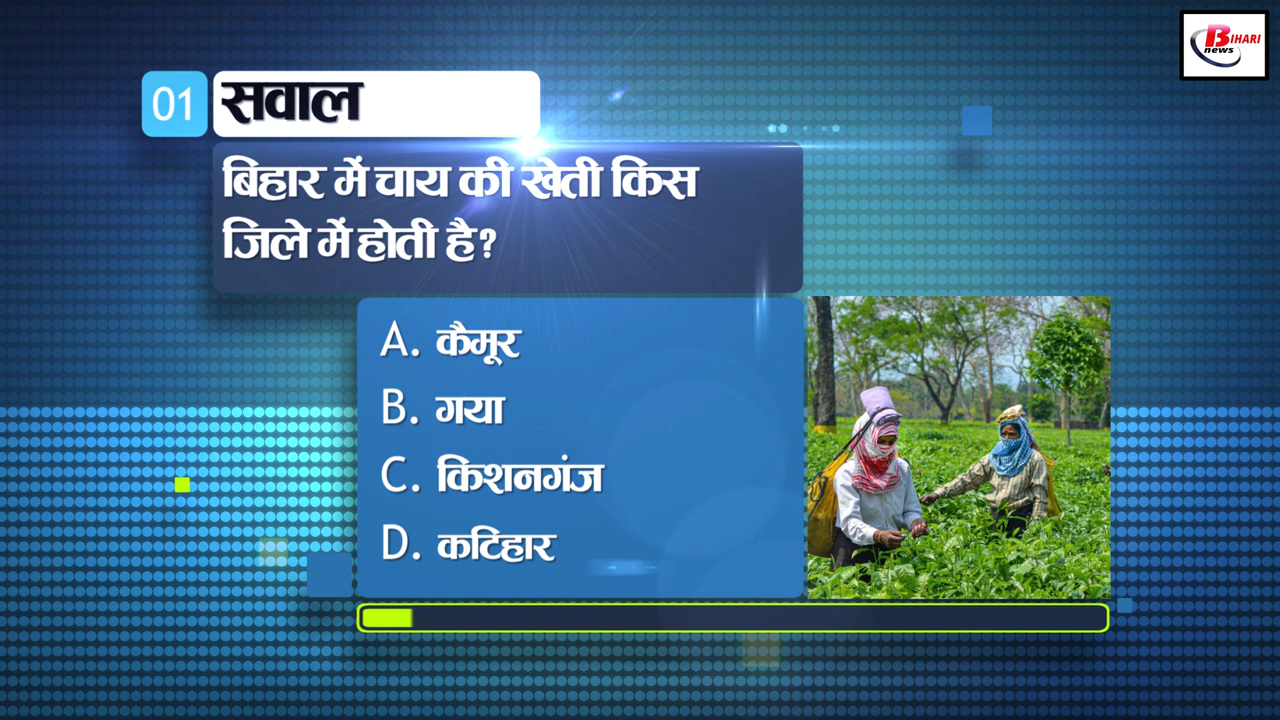 BIHARI
news
01 सवाल
बिहार में चाय की खेती किस
जिले में होती है?
A. कैमूर
B. गया
C. किशनगंज
D. कटिहार